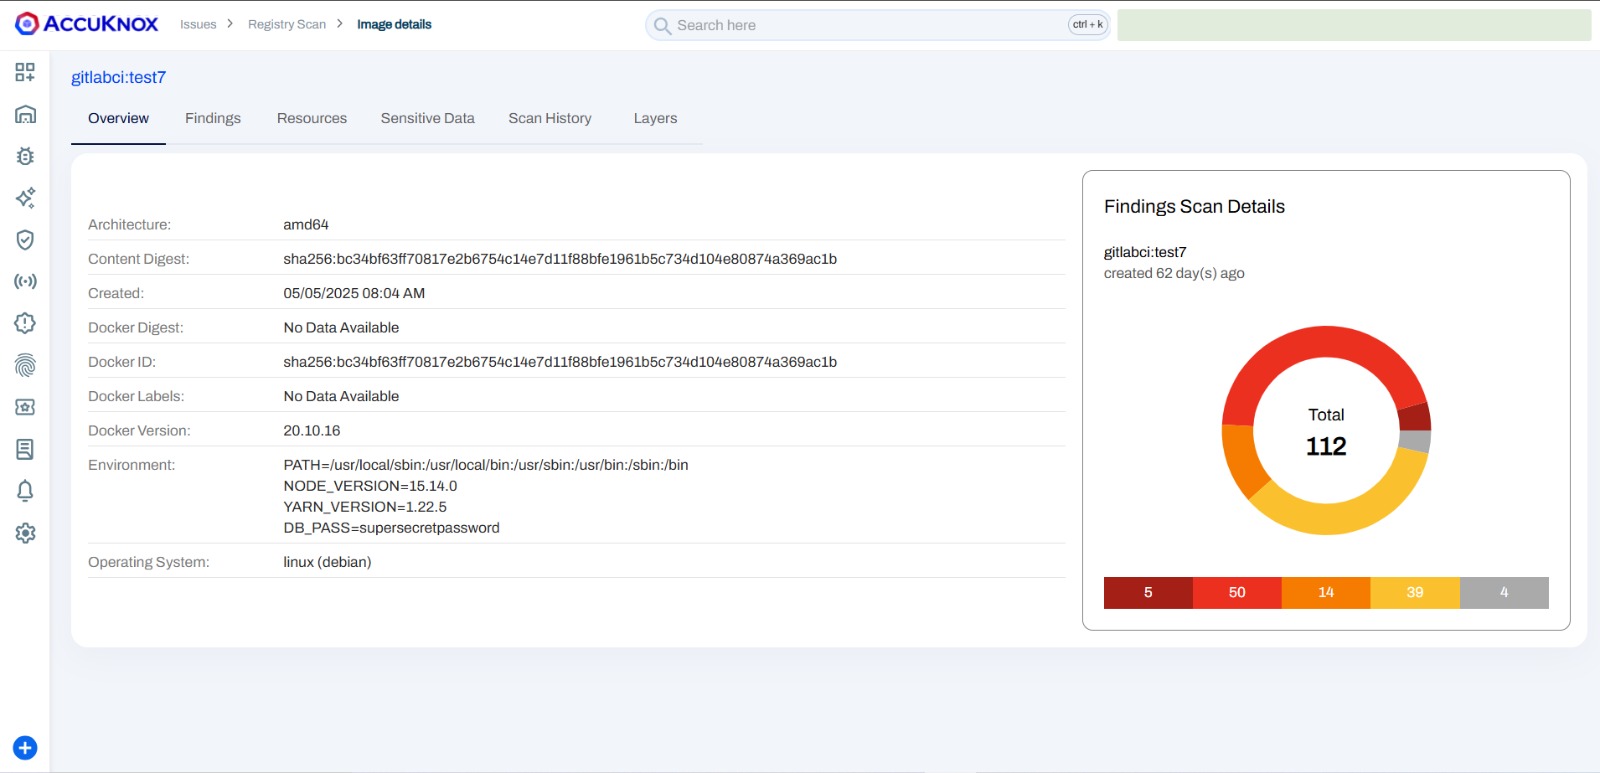 ACCUKNOX
Issues > Registry Scan > Image details
Search here
ctrl + k
gitlabci:test7
Overview
Findings
Resources
Sensitive Data
Scan History
Layers
Architecture: amd64
Content Digest: sha256:bc34bf63ff70817e2b6754c14e7d11f88bfe1961b5c734d104e80874a369ac1b
Created: 05/05/2025 08:04 AM
Docker Digest: No Data Available
Docker ID: sha256:bc34bf63ff70817e2b6754c14e7d11f88bfe1961b5c734d104e80874a369ac1b
Docker Labels: No Data Available
Docker Version: 20.10.16
Environment: PATH=/usr/local/sbin:/usr/local/bin:/usr/sbin:/usr/bin:/sbin:/bin
NODE_VERSION=15.14.0
YARN_VERSION=1.22.5
DB_PASS=supersecretpassword
Operating System: linux (debian)
Findings Scan Details
gitlabci:test7
created 62 day(s) ago
Total
112
5 50 14 39 4